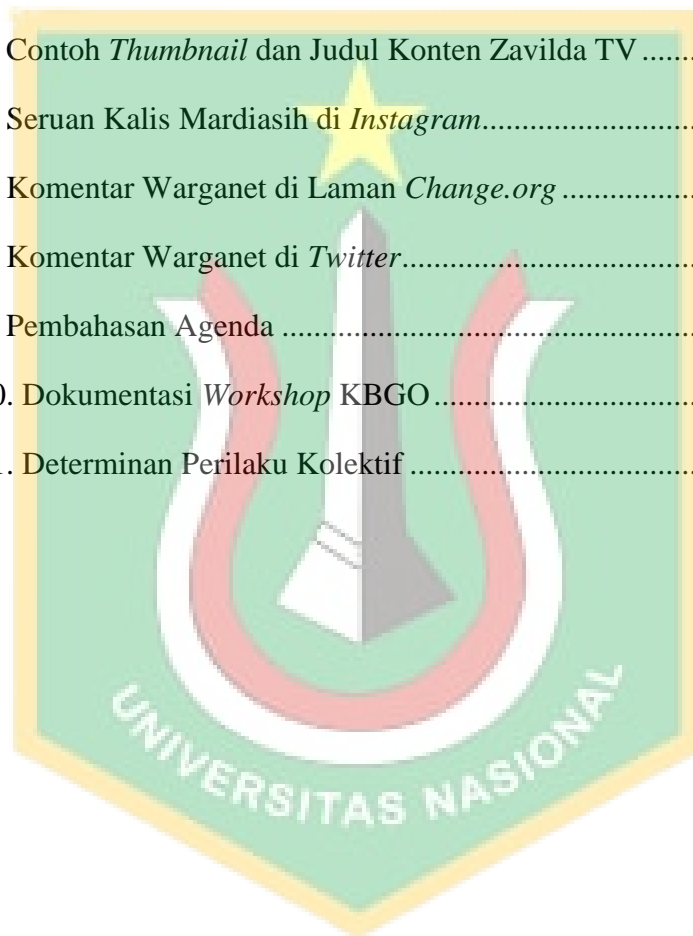 Contoh Thumbnail dan Judul Konten Zavilda TV .......
Seruan Kalis Mardiasih di Instagram...........................
Komentar Warganet di Laman Change.org .................
Komentar Warganet di Twitter.....................................
Pembahasan Agenda ....................................................
0. Dokumentasi Workshop KBGO.................................
. Determinan Perilaku Kolektif ....................................
UNIVERSITAS NASIONAL